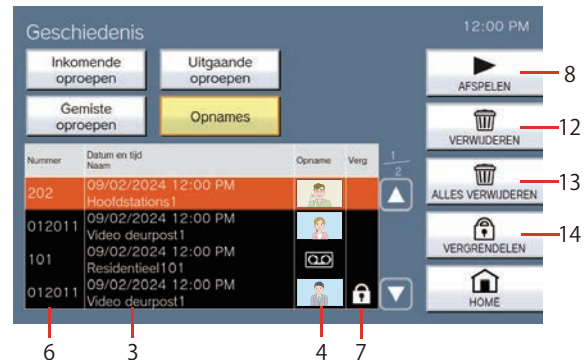 Geschiedenis
12:00 PM
Inkomende
oproepen
Uitgaande
oproepen
Gemiste
oproepen
Opnames
AFSPELEN
8
VERWIJDEREN
12
ALLES VERWIJDEREN
13
VERGRENDELEN
14
HOME
Nummer
Datum en tijd
Naam
Opname
Verg
1
2
202
09/02/2024 12:00 PM
Hoofdstations1
012011
09/02/2024 12:00 PM
Video deurpost1
101
09/02/2024 12:00 PM
Residentieel101
012011
09/02/2024 12:00 PM
Video deurpost1
6
3
4
7